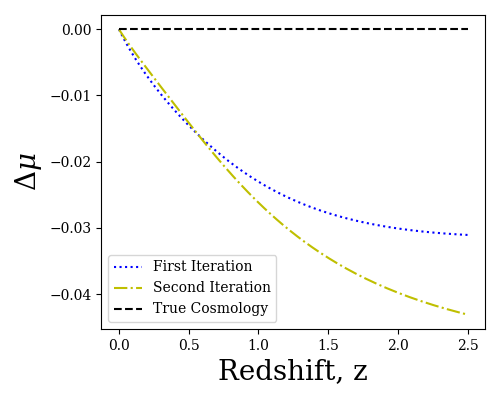 0.00
−0.01
−0.02
−0.03
−0.04
Δμ
First Iteration
Second Iteration
True Cosmology
0.0 0.5 1.0 1.5 2.0 2.5
Redshift, z